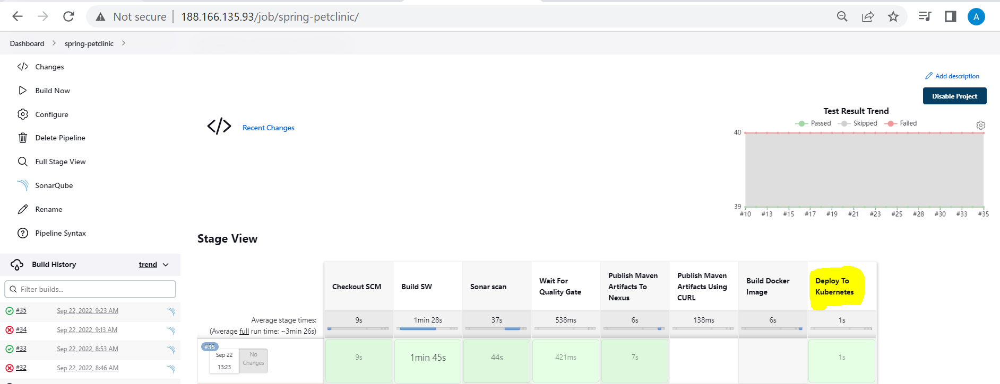 Not secure | 188.166.135.93/job/spring-petclinic/
A
Dashboard > spring-petclinic >
Changes
Build Now
Configure
Delete Pipeline
Full Stage View
SonarQube
Rename
Pipeline Syntax
Build History trend
Filter builds...
#35 Sep 22, 2022, 9:23 AM
#34 Sep 22, 2022, 9:13 AM
#33 Sep 22, 2022, 8:53 AM
#32 Sep 22, 2022, 8:46 AM
</> Recent Changes
Add description
Disable Project
Test Result Trend
Passed Skipped Failed
40
39
#10 #13 #15 #17 #19 #21 #23 #25 #28 #30 #33 #35
Stage View
Checkout SCM
Build SW
Sonar scan
Wait For
Quality Gate
Publish Maven
Artifacts To
Nexus
Publish Maven
Artifacts Using
CURL
Build Docker
Image
Deploy To
Kubernetes
Average stage times:
(Average full run time: ~3min 26s)
9s 1min 28s 37s 538ms 6s 138ms 6s 1s
#35
Sep 22
13:23
No
Changes
9s 1min 45s 44s 421ms 7s 1s